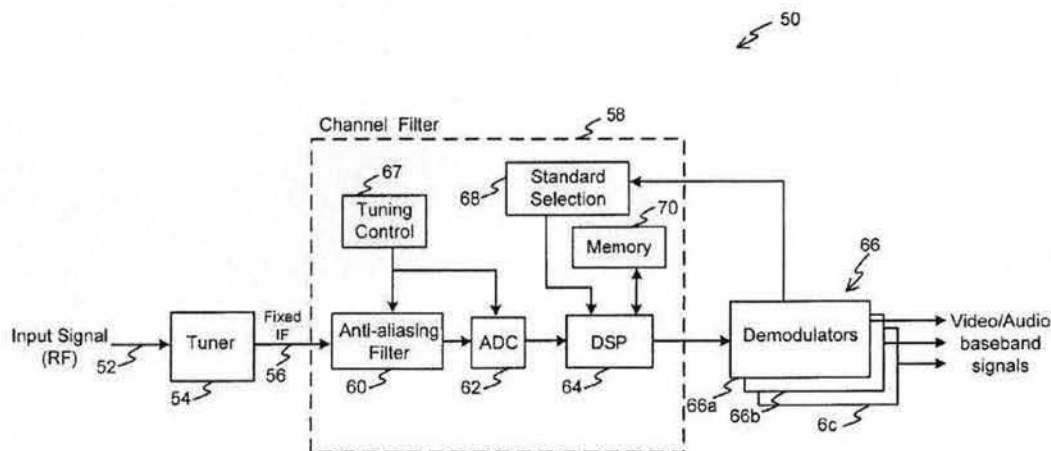 50
Channel Filter
58
67
Tuning
Control
68
Standard
Selection
70
Memory
66
Input Signal
(RF)
52
Tuner
54
Fixed
IF
56
Anti-aliasing
Filter
60
ADC
62
DSP
64
Demodulators
66a
66b
6c
Video/Audio
baseband
signals